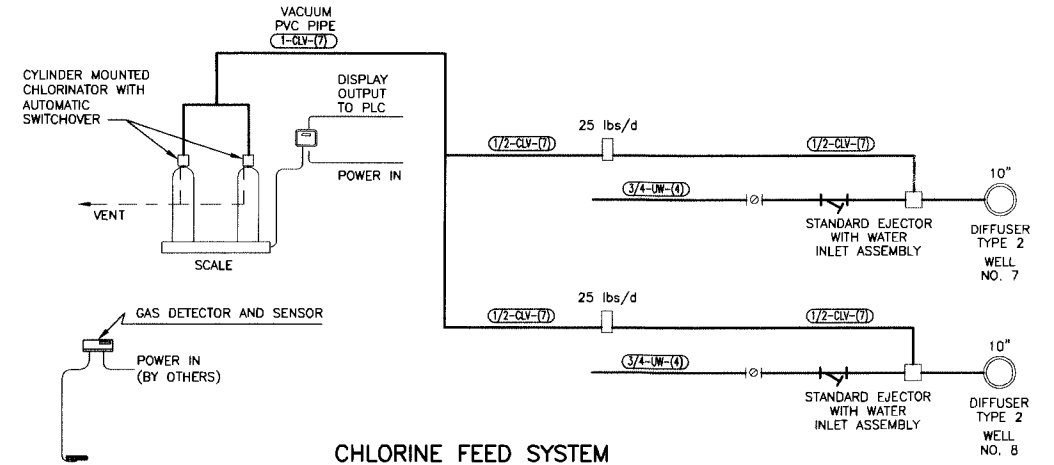 VACUUM
PVC PIPE
1-CLV-(7)
CYLINDER MOUNTED
CHLORINATOR WITH
AUTOMATIC
SWITCHOVER
DISPLAY
OUTPUT
TO PLC
POWER IN
VENT
SCALE
1/2-CLV-(7)
25 lbs/d
1/2-CLV-(7)
3/4-UW-(4)
STANDARD EJECTOR
WITH WATER
INLET ASSEMBLY
10"
DIFFUSER
TYPE 2
WELL
NO. 7
GAS DETECTOR AND SENSOR
POWER IN
(BY OTHERS)
1/2-CLV-(7)
25 lbs/d
1/2-CLV-(7)
3/4-UW-(4)
STANDARD EJECTOR
WITH WATER
INLET ASSEMBLY
10"
DIFFUSER
TYPE 2
WELL
NO. 8
CHLORINE FEED SYSTEM